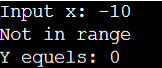 Input x: -10
Not in range
Y equels: 0